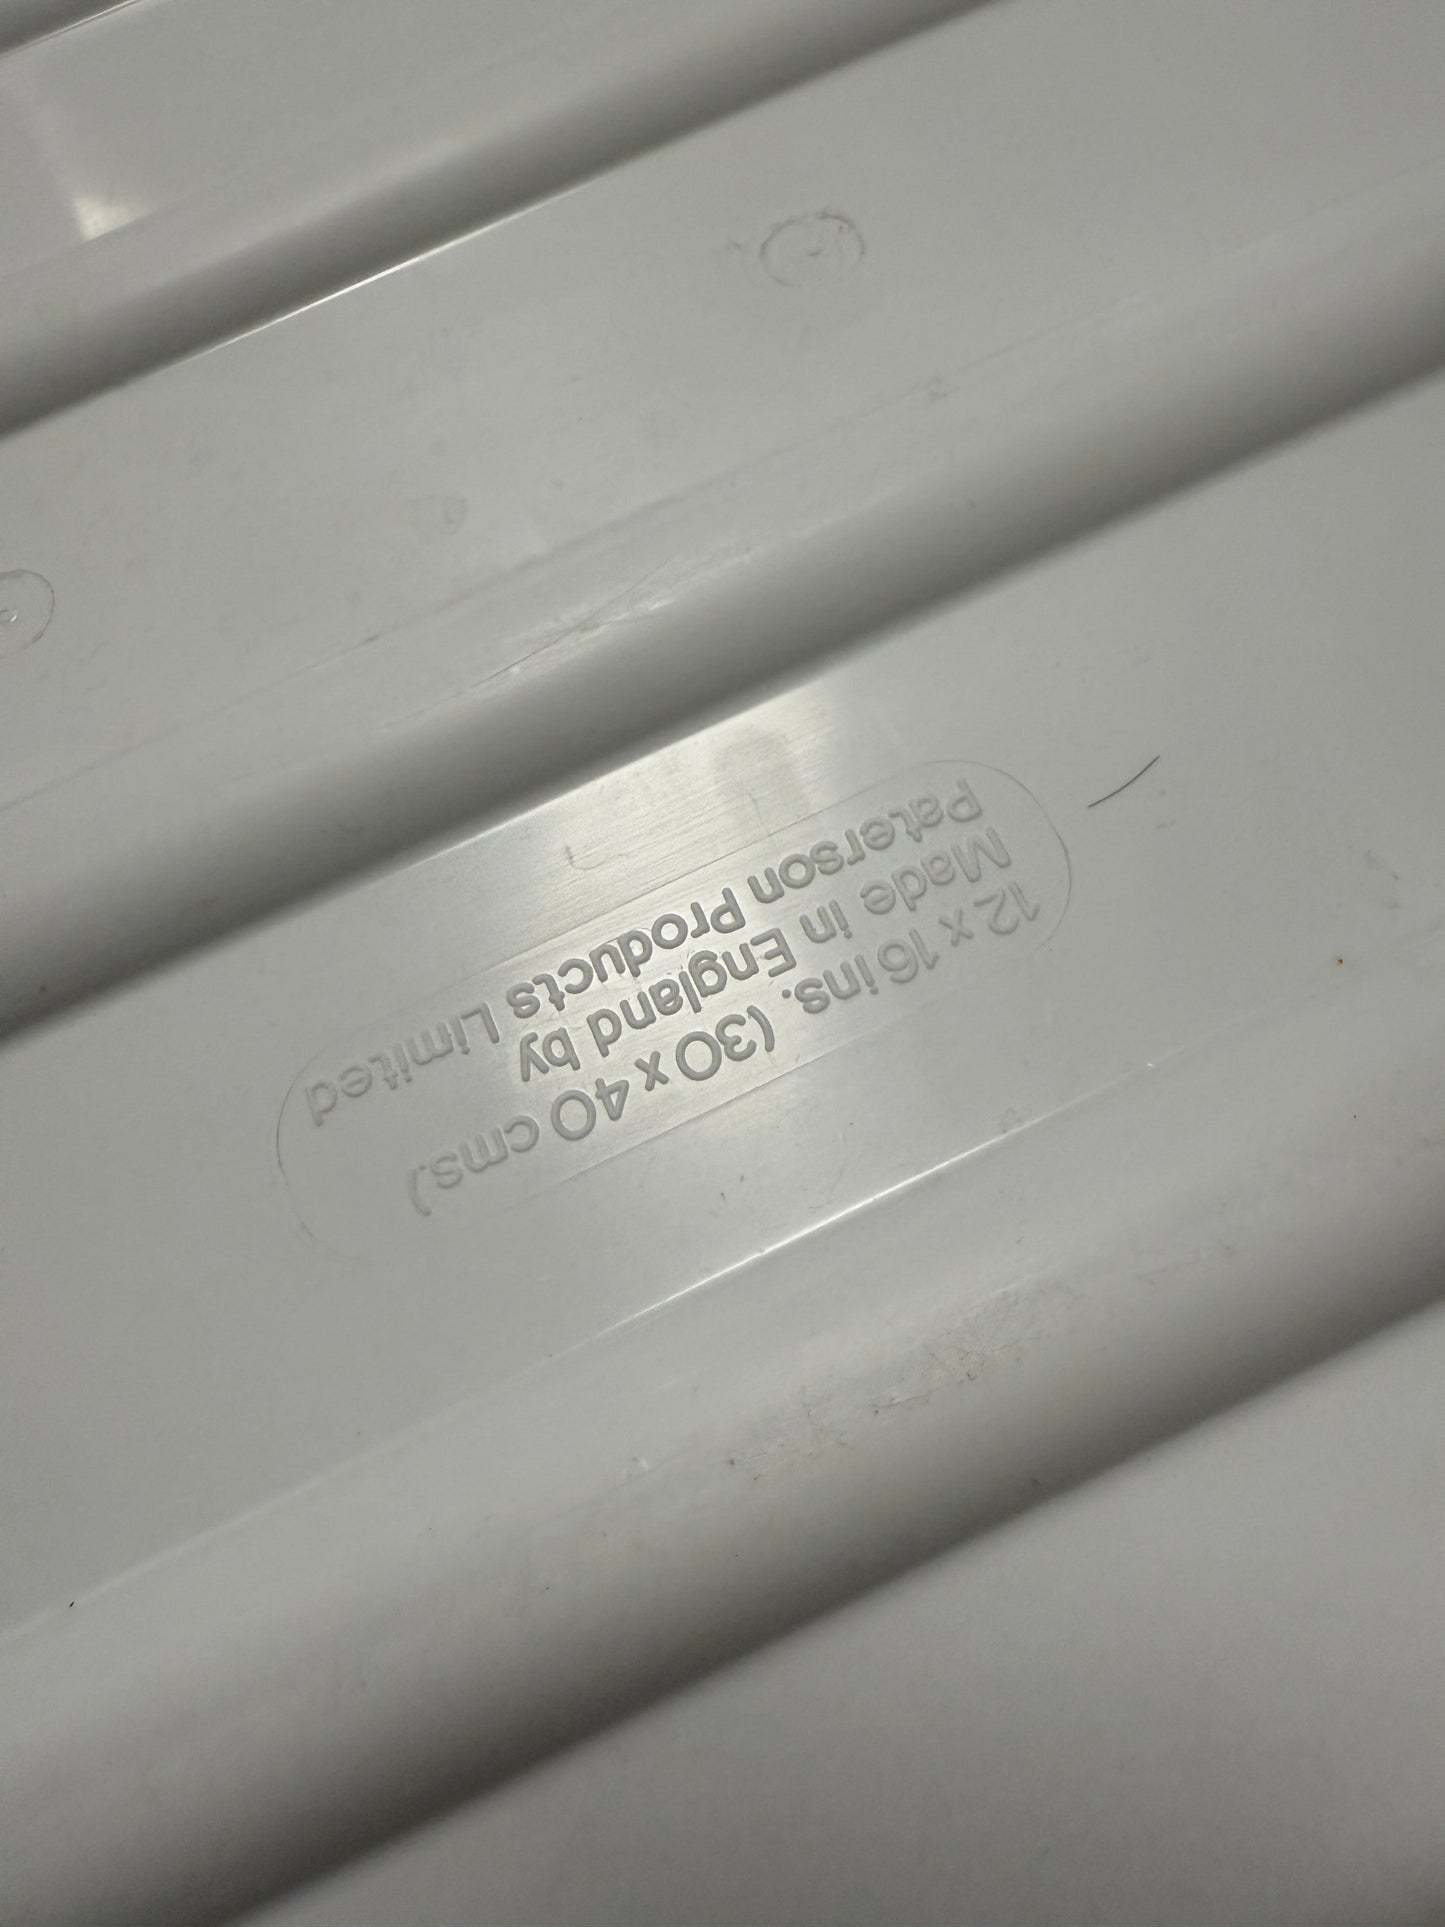 12 x 16 ins. (30 x 40 cms.)
Made in England by
Paterson Products Limited